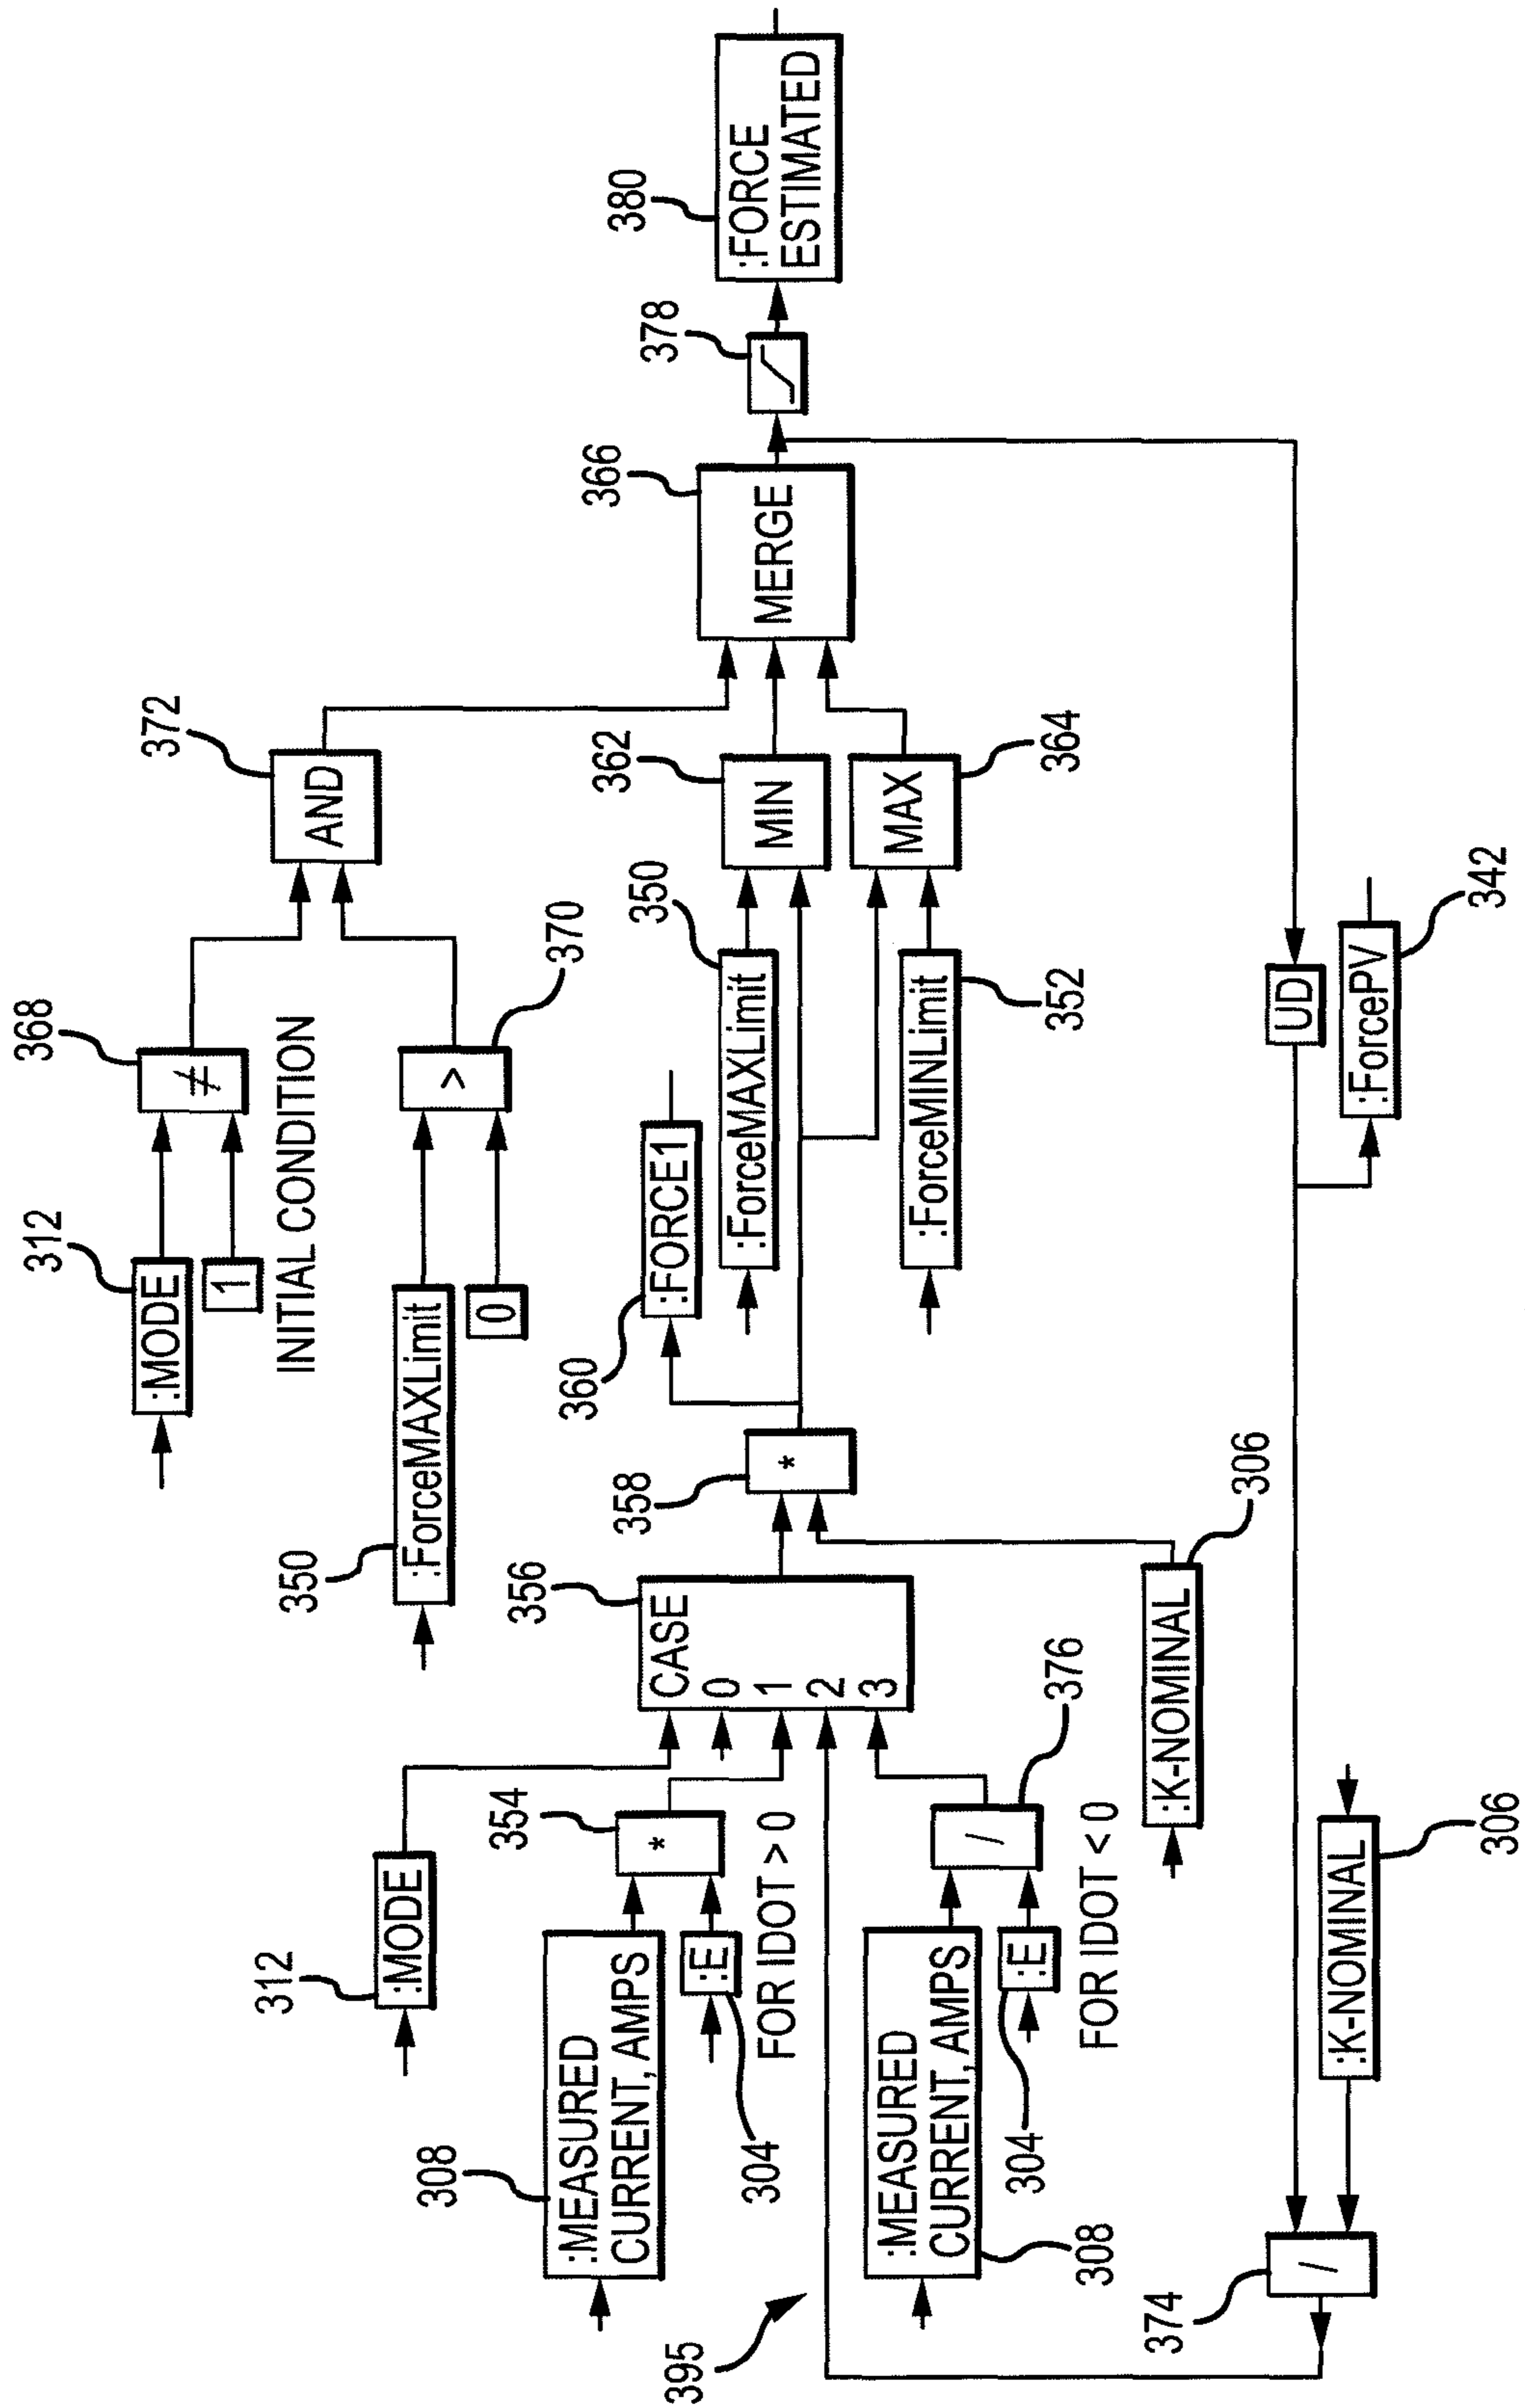 312
:MODE
368
≠
1
INITIAL CONDITION
372
AND
350
:ForceMAXLimit
0
370
>
312
:MODE
308
:MEASURED
CURRENT, AMPS
354
*
304
:E
FOR IDOT > 0
356
CASE
0
1
2
3
358
*
360
:FORCE1
350
:ForceMAXLimit
362
MIN
366
MERGE
378
380
:FORCE
ESTIMATED
352
:ForceMINLimit
364
MAX
308
:MEASURED
CURRENT, AMPS
376
/
304
:E
FOR IDOT < 0
306
:K-NOMINAL
395
374
/
306
:K-NOMINAL
UD
342
:ForcePV